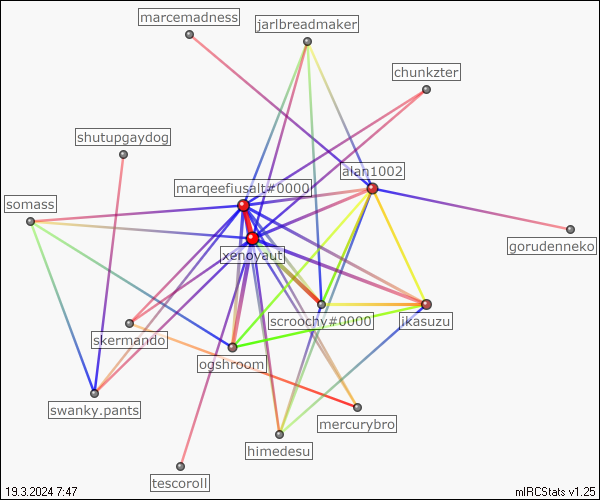 marcemadness
jarlbreadmaker
chunkzter
shutupgaydog
alan1002
marqeefiusalt#0000
somass
gorudenneko
xenoyaut
scroochy#0000
ikasuzu
skermando
ogshroom
swanky.pants
mercurybro
himedesu
tescoroll
19.3.2024 7:47
mIRCStats v1.25